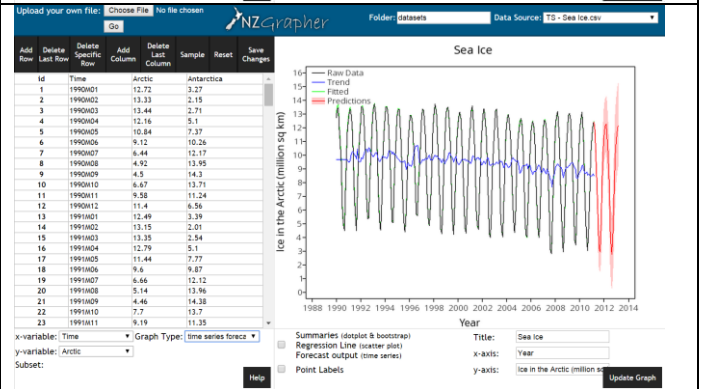 Upload your own file: Choose File No file chosen
Go
NZGrapher
Folder: datasets
Data Source: TS - Sea Ice.csv
Add Row
Delete Last Row
Delete Specific Row
Add Column
Delete Last Column
Sample
Reset
Save Changes
Id Time Arctic Antarctica
1 1990M01 12.72 3.27
2 1990M02 13.33 2.15
3 1990M03 13.44 2.71
4 1990M04 12.16 5.1
5 1990M05 10.84 7.37
6 1990M06 9.12 10.26
7 1990M07 6.44 12.17
8 1990M08 4.92 13.95
9 1990M09 4.5 14.3
10 1990M10 6.67 13.71
11 1990M11 9.58 11.24
12 1990M12 11.4 6.56
13 1991M01 12.49 3.39
14 1991M02 13.15 2.01
15 1991M03 13.35 2.54
16 1991M04 12.79 5.1
17 1991M05 11.44 7.77
18 1991M06 9.6 9.87
19 1991M07 6.66 12.12
20 1991M08 5.14 13.96
21 1991M09 4.46 14.38
22 1991M10 7.7 13.7
23 1991M11 9.19 11.35
Sea Ice
Raw Data
Trend
Fitted
Predictions
Ice in the Arctic (million sq km)
16
15
14
13
12
11
10
9
8
7
6
5
4
3
2
1
0
1988 1990 1992 1994 1996 1998 2000 2002 2004 2006 2008 2010 2012 2014
Year
x-variable: Time
Graph Type: time series foreca
y-variable: Arctic
Subset:
Help
Summaries (dotplot & bootstrap)
Regression Line (scatter plot)
Forecast output (time series)
Point Labels
Title: Sea Ice
x-axis: Year
y-axis: Ice in the Arctic (million sq
Update Graph